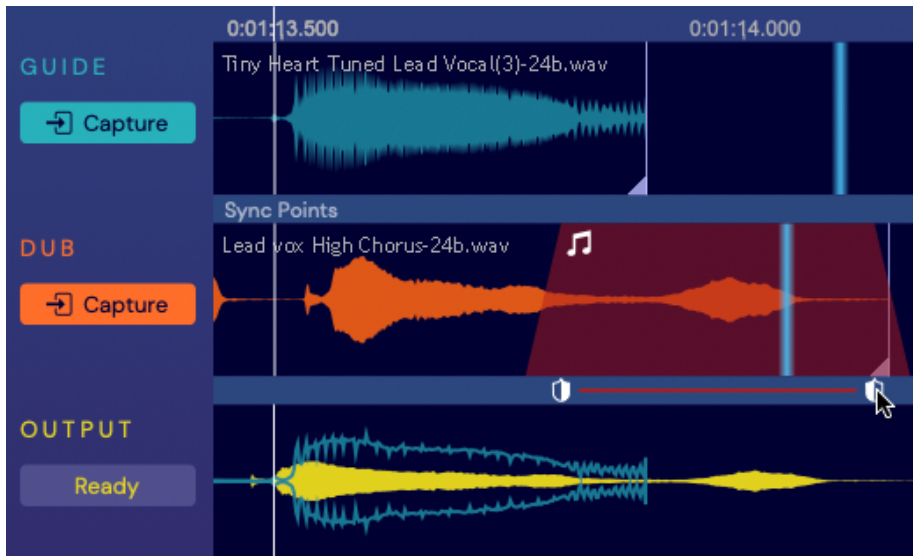 0:01:13.500 0:01:14.000
GUIDE
Tiny Heart Tuned Lead Vocal(3)-24b.wav
Capture
Sync Points
DUB
Lead vox High Chorus-24b.wav
Capture
OUTPUT
Ready